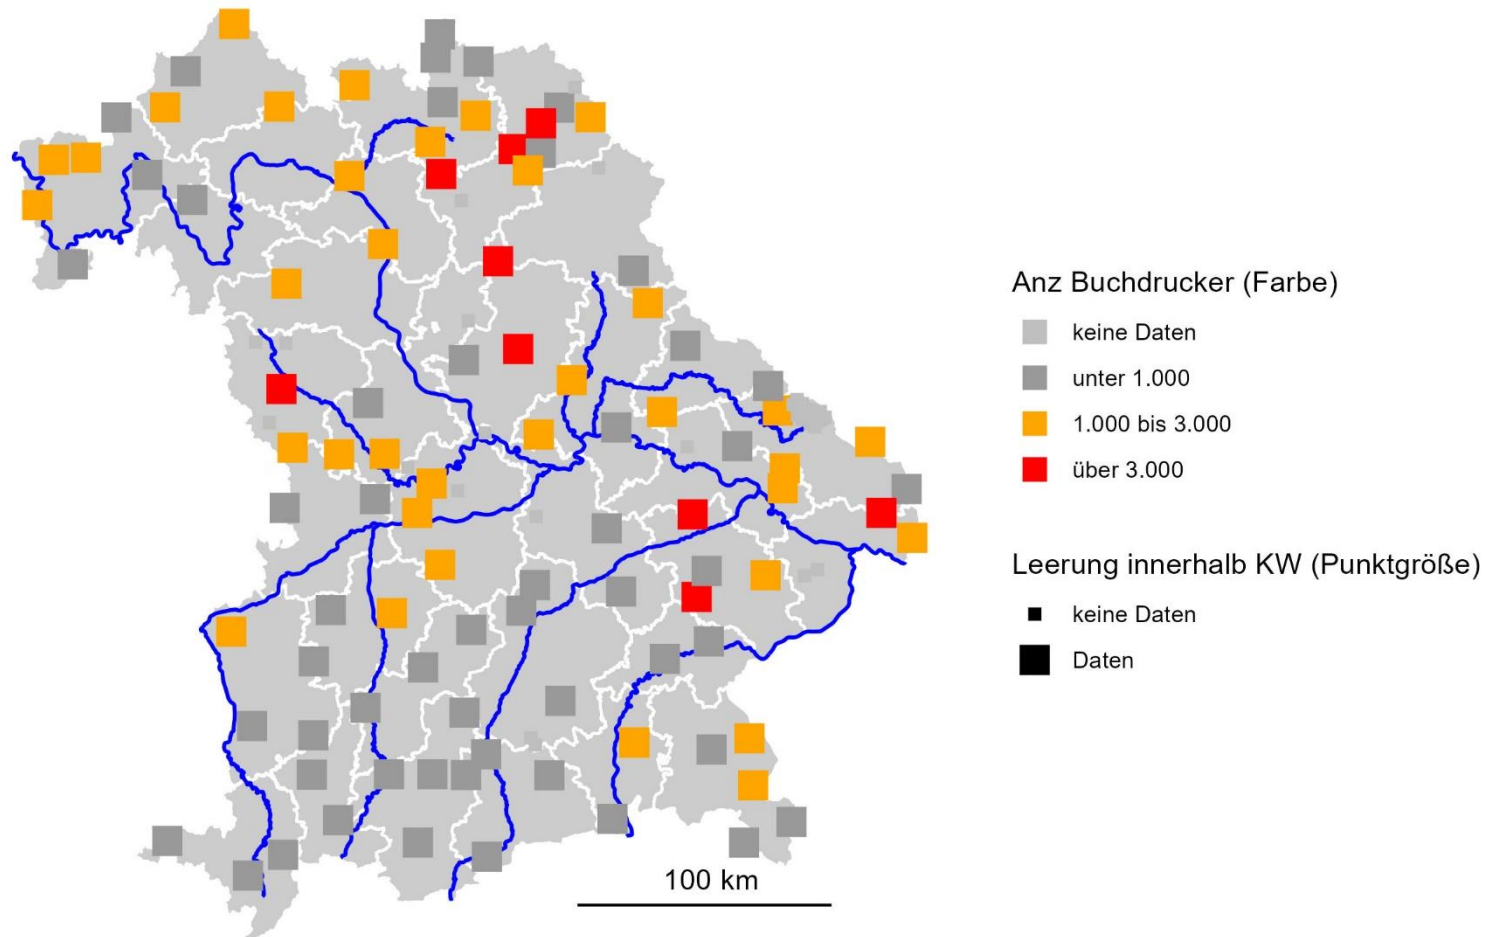 Anz Buchdrucker (Farbe)
keine Daten
unter 1.000
1.000 bis 3.000
über 3.000
Leerung innerhalb KW (Punktgröße)
keine Daten
Daten
100 km